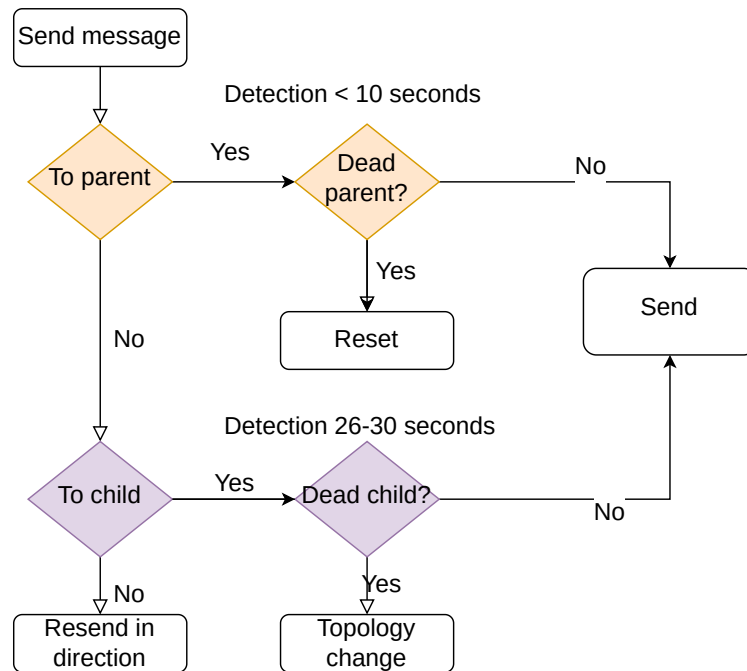 Send message
Detection < 10 seconds
To parent
Yes
Dead
parent?
No
Yes
Send
Reset
No
Detection 26-30 seconds
To child
Yes
Dead child?
No
No
Yes
Resend in
direction
Topology
change